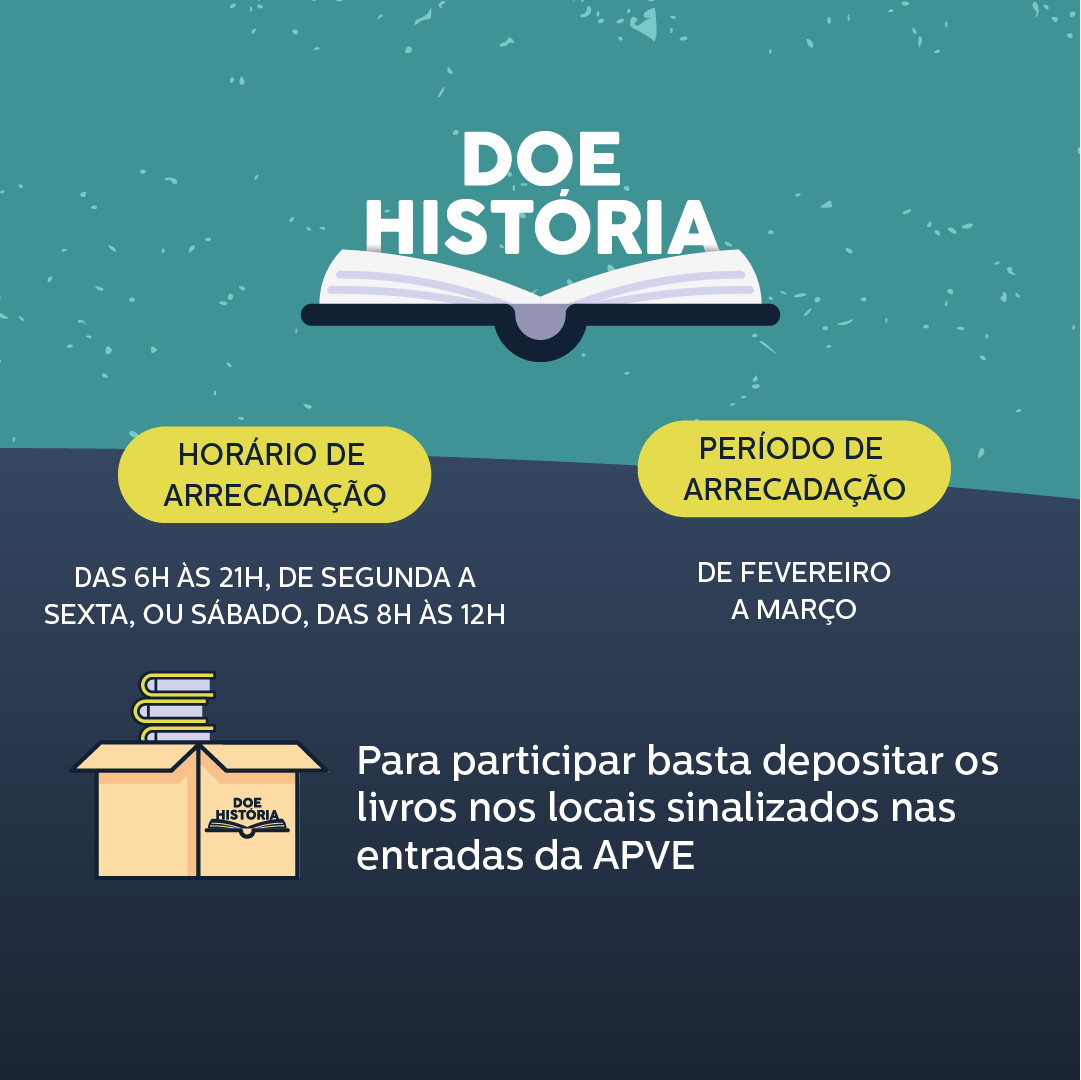 DOE
HISTÓRIA
HORÁRIO DE
ARRECADAÇÃO
DAS 6H ÀS 21H, DE SEGUNDA A
SEXTA, OU SÁBADO, DAS 8H ÀS 12H
PERÍODO DE
ARRECADAÇÃO
DE FEVEREIRO
A MARÇO
DOE
HISTÓRIA
Para participar basta depositar os
livros nos locais sinalizados nas
entradas da APVE